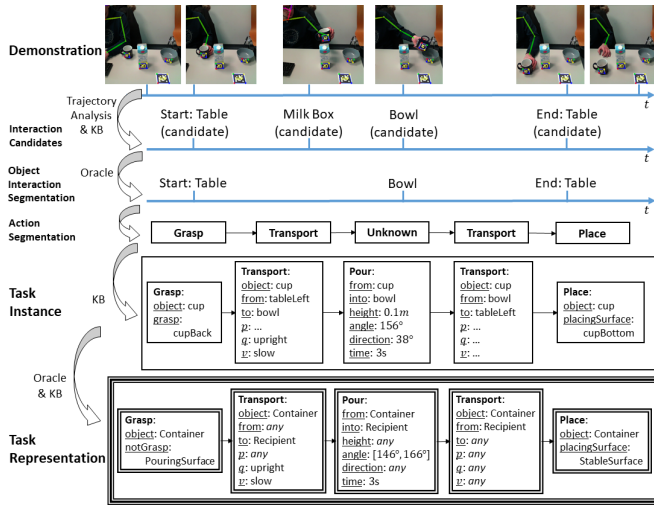 Demonstration
Trajectory
Analysis
& KB
t
Interaction
Candidates
Start: Table
(candidate)
Milk Box
(candidate)
Bowl
(candidate)
End: Table
(candidate)
t
Object
Interaction
Segmentation
Oracle
Start: Table
Bowl
End: Table
t
Action
Segmentation
Grasp
Transport
Unknown
Transport
Place
KB
Task
Instance
Grasp:
object: cup
grasp:
cupBack
Transport:
object: cup
from: tableLeft
to: bowl
p: ...
q: upright
v: slow
Pour:
from: cup
into: bowl
height: 0.1m
angle: 156°
direction: 38°
time: 3s
Transport:
object: cup
from: bowl
to: tableLeft
p: ...
q: ...
v: ...
Place:
object: cup
placingSurface:
cupBottom
Oracle
& KB
Task
Representation
Grasp:
object: Container
notGrasp:
PouringSurface
Transport:
object: Container
from: any
to: Recipient
p: any
q: upright
v: slow
Pour:
from: Container
into: Recipient
height: any
angle: [146°, 166°]
direction: any
time: 3s
Transport:
object: Container
from: Recipient
to: any
p: any
q: any
v: any
Place:
object: Container
placingSurface:
StableSurface